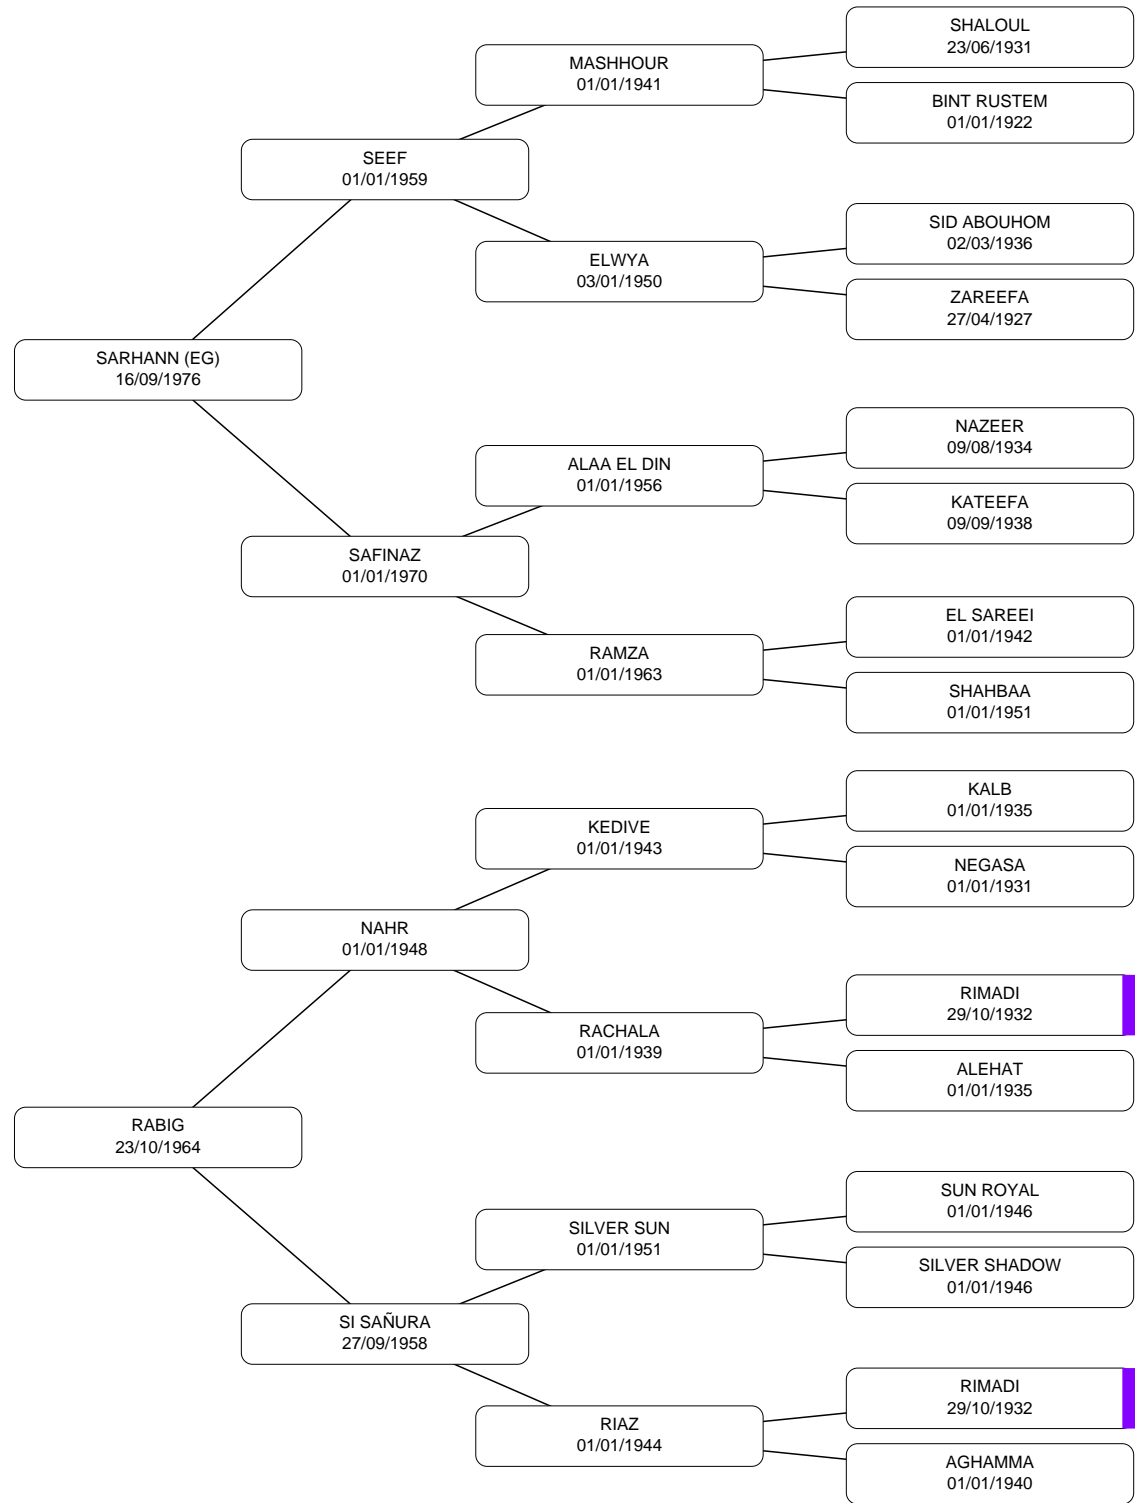 SHALOUL
23/06/1931
MASHHOUR
01/01/1941
BINT RUSTEM
01/01/1922
SEEF
01/01/1959
SID ABOUHOM
02/03/1936
ELWYA
03/01/1950
ZAREEFA
27/04/1927
SARHANN (EG)
16/09/1976
NAZEER
09/08/1934
ALAA EL DIN
01/01/1956
KATEEFA
09/09/1938
SAFINAZ
01/01/1970
EL SAREEI
01/01/1942
RAMZA
01/01/1963
SHAHBAA
01/01/1951
KALB
01/01/1935
KEDIVE
01/01/1943
NEGASA
01/01/1931
NAHR
01/01/1948
RIMADI
29/10/1932
RACHALA
01/01/1939
ALEHAT
01/01/1935
RABIG
23/10/1964
SUN ROYAL
01/01/1946
SILVER SUN
01/01/1951
SILVER SHADOW
01/01/1946
SI SAÑURA
27/09/1958
RIMADI
29/10/1932
RIAZ
01/01/1944
AGHAMMA
01/01/1940